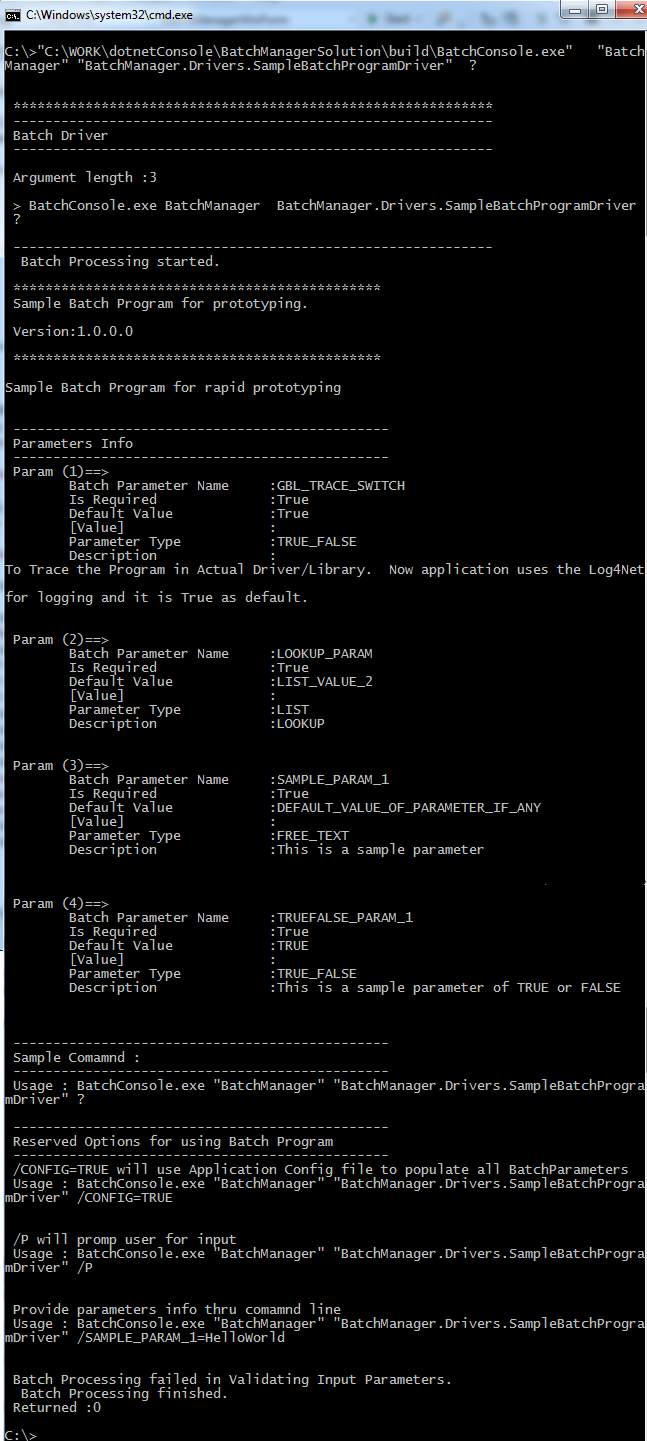 C:\Windows\system32\cmd.exe
C:\>"C:\WORK\dotnetConsole\BatchManagerSolution\build\BatchConsole.exe"   "Batch
Manager" "BatchManager.Drivers.SampleBatchProgramDriver"  ?
************************************************************
------------------------------------------------------------
Batch Driver
------------------------------------------------------------
Argument length :3
> BatchConsole.exe BatchManager  BatchManager.Drivers.SampleBatchProgramDriver
?
------------------------------------------------------------
Batch Processing started.
**********************************************
Sample Batch Program for prototyping.
Version:1.0.0.0
**********************************************
Sample Batch Program for rapid prototyping
-----------------------------------------------
Parameters Info
-----------------------------------------------
Param (1)==>
Batch Parameter Name     :GBL_TRACE_SWITCH
Is Required              :True
Default Value            :True
[Value]                  :
Parameter Type           :TRUE_FALSE
Description              :
To Trace the Program in Actual Driver/Library.  Now application uses the Log4Net
for logging and it is True as default.
Param (2)==>
Batch Parameter Name     :LOOKUP_PARAM
Is Required              :True
Default Value            :LIST_VALUE_2
[Value]                  :
Parameter Type           :LIST
Description              :LOOKUP
Param (3)==>
Batch Parameter Name     :SAMPLE_PARAM_1
Is Required              :True
Default Value            :DEFAULT_VALUE_OF_PARAMETER_IF_ANY
[Value]                  :
Parameter Type           :FREE_TEXT
Description              :This is a sample parameter
Param (4)==>
Batch Parameter Name     :TRUEFALSE_PARAM_1
Is Required              :True
Default Value            :TRUE
[Value]                  :
Parameter Type           :TRUE_FALSE
Description              :This is a sample parameter of TRUE or FALSE
-----------------------------------------------
Sample Comamnd :
-----------------------------------------------
Usage : BatchConsole.exe "BatchManager" "BatchManager.Drivers.SampleBatchProgra
mDriver" ?
-----------------------------------------------
Reserved Options for using Batch Program
-----------------------------------------------
/CONFIG=TRUE will use Application Config file to populate all BatchParameters
Usage : BatchConsole.exe "BatchManager" "BatchManager.Drivers.SampleBatchProgra
mDriver" /CONFIG=TRUE
/P will promp user for input
Usage : BatchConsole.exe "BatchManager" "BatchManager.Drivers.SampleBatchProgra
mDriver" /P
Provide parameters info thru comamnd line
Usage : BatchConsole.exe "BatchManager" "BatchManager.Drivers.SampleBatchProgra
mDriver" /SAMPLE_PARAM_1=HelloWorld
Batch Processing failed in Validating Input Parameters.
Batch Processing finished.
Returned :0
C:\>